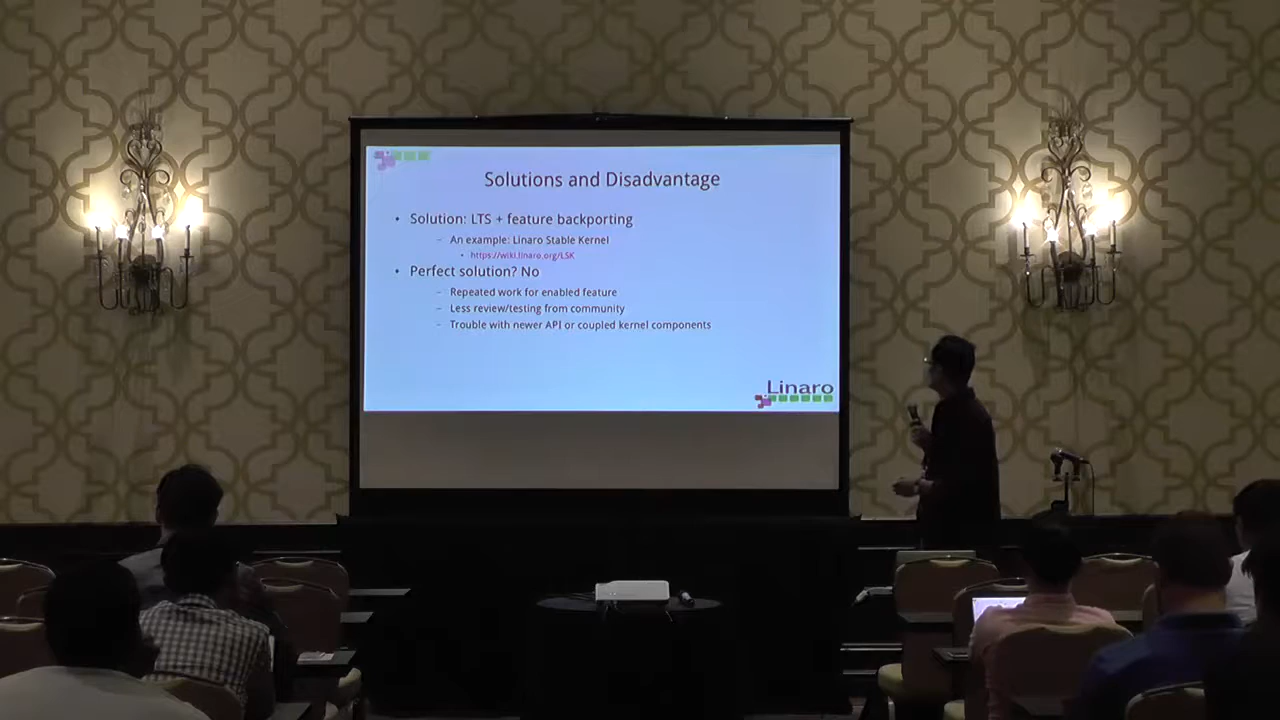 Solutions and Disadvantage
• Solution: LTS + feature backporting
– An example: Linaro Stable Kernel
• https://wiki.linaro.org/LSK
• Perfect solution? No
– Repeated work for enabled feature
– Less review/testing from community
– Trouble with newer API or coupled kernel components
Linaro